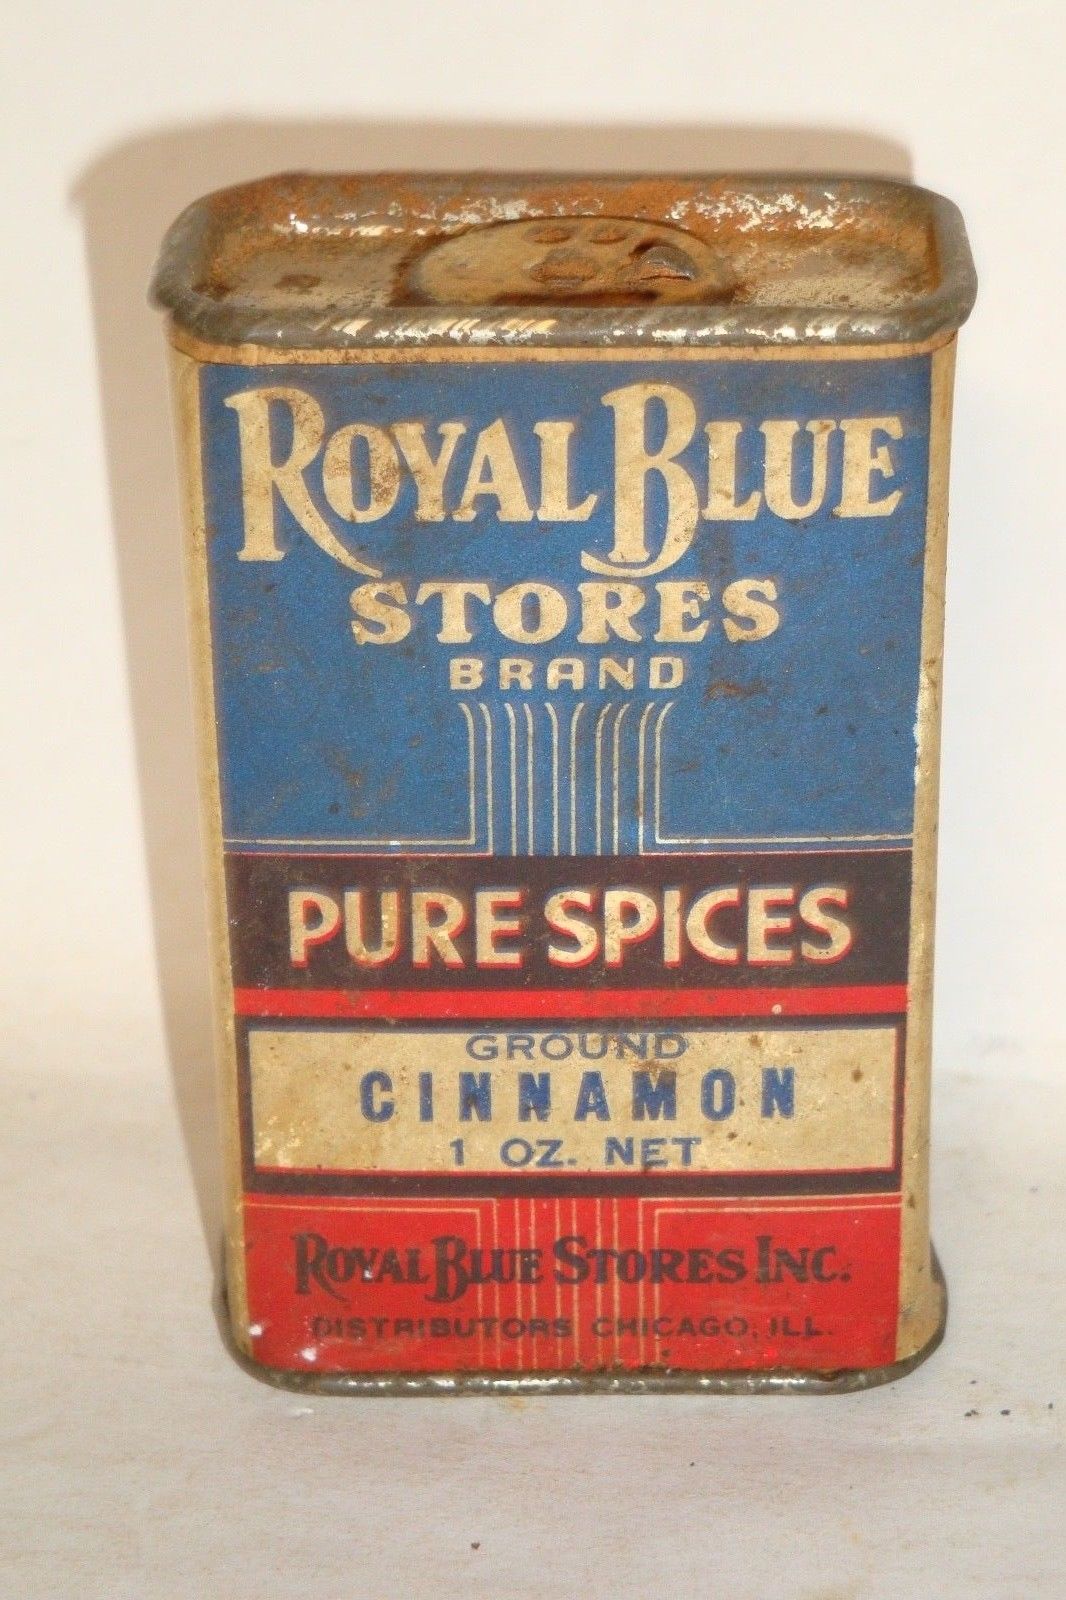 ROYAL BLUE
STORES
BRAND
PURE SPICES
GROUND
CINNAMON
1 OZ. NET
ROYAL BLUE STORES INC.
DISTRIBUTORS CHICAGO, ILL.